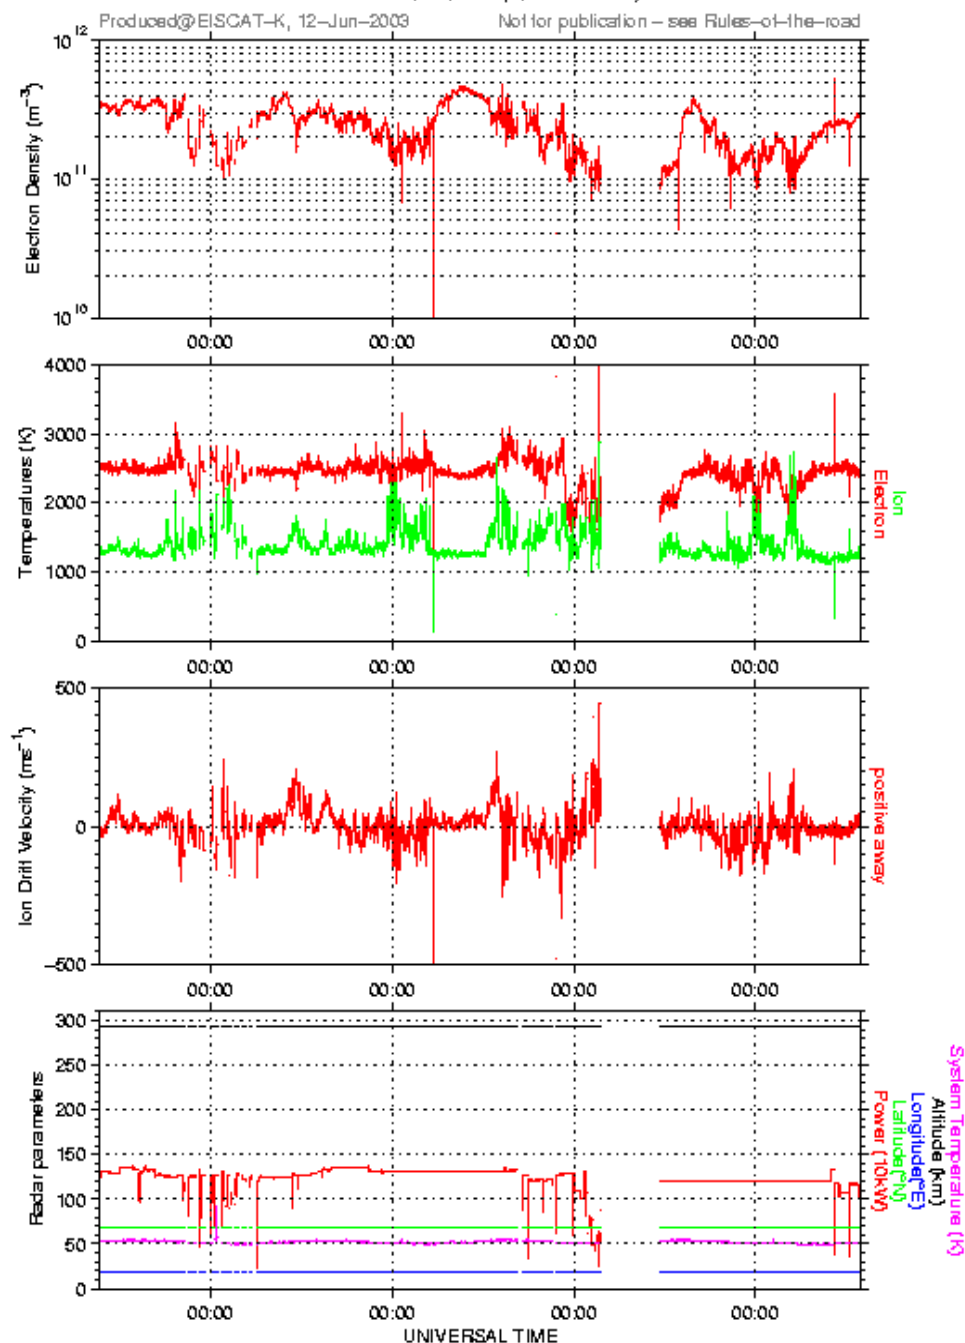 Produced@EISCAT-K, 12-Jun-2003 Not for publication - see Rules-of-the-road
Electron Density (m⁻³)
10¹²
10¹¹
10¹⁰
00:00 00:00 00:00 00:00
Temperatures (K)
4000
3000
2000
1000
0
Ion
Electron
00:00 00:00 00:00 00:00
Ion Drift Velocity (ms⁻¹)
500
0
-500
positive away
00:00 00:00 00:00 00:00
Radar parameters
300
250
200
150
100
50
0
System Temperature (K)
Altitude (km)
Longitude(°E)
Latitude(°N)
Power (10kW)
00:00 00:00 00:00 00:00
UNIVERSAL TIME